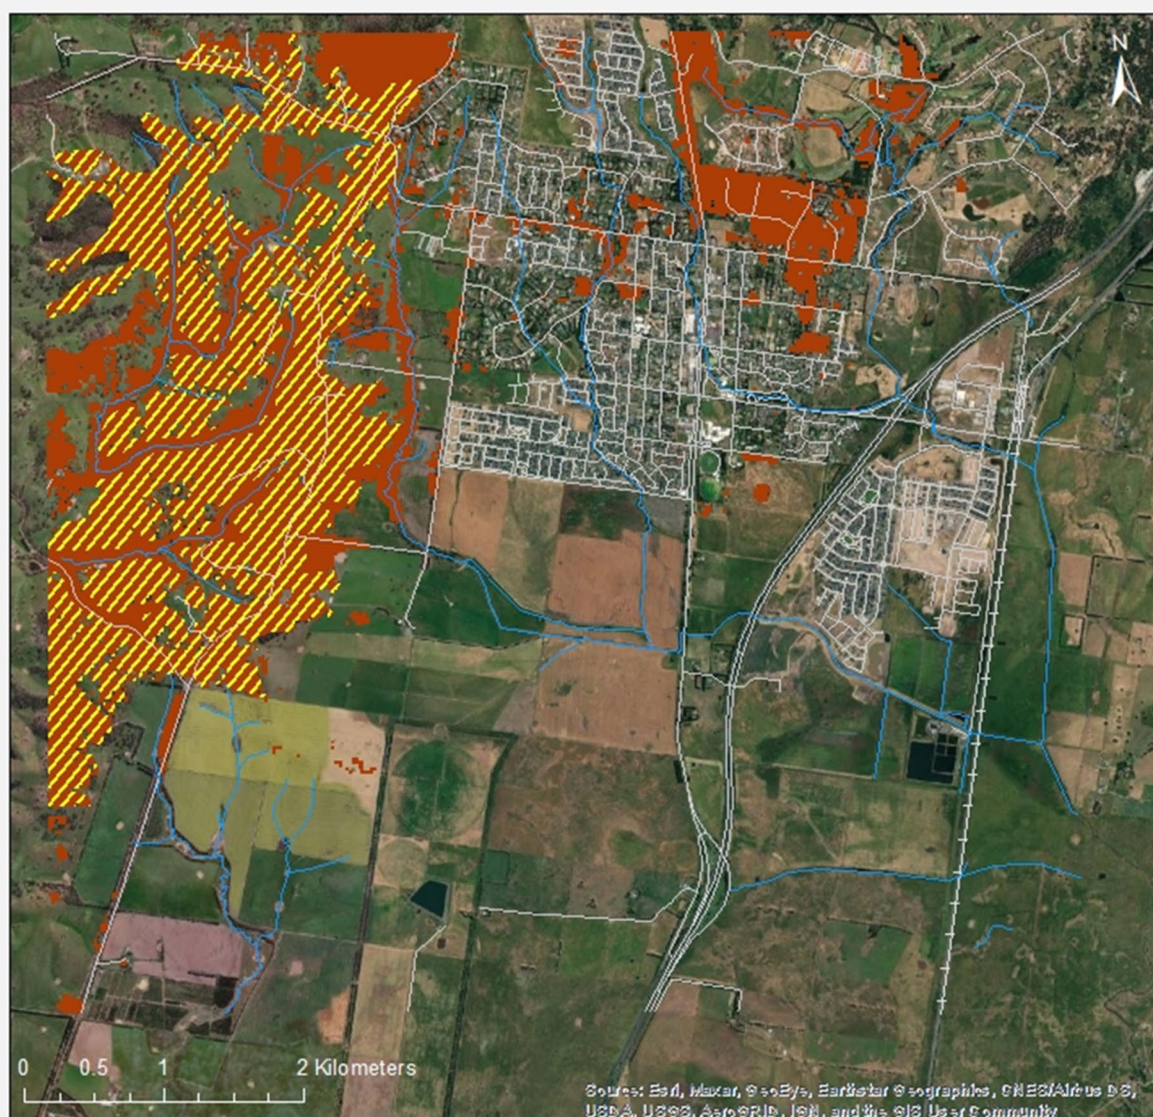 N
0 0.5 1 2 Kilometers
Source: Esri, Maxar, GeoEye, Earthstar Geographics, CNES/Airbus DS,
USDA, USGS, AeroGRID, IGN, and the GIS User Community